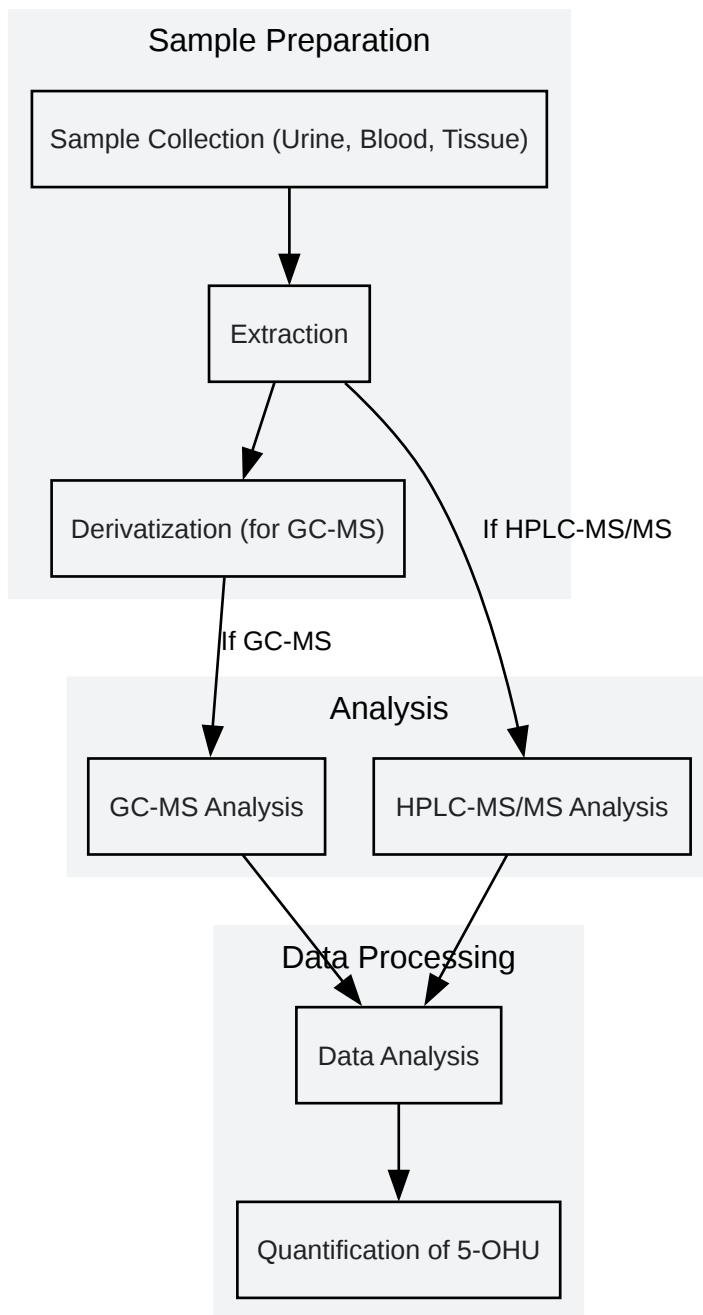 Sample Preparation
Sample Collection (Urine, Blood, Tissue)
Extraction
Derivatization (for GC-MS)
If HPLC-MS/MS
If GC-MS
Analysis
GC-MS Analysis
HPLC-MS/MS Analysis
Data Processing
Data Analysis
Quantification of 5-OHU